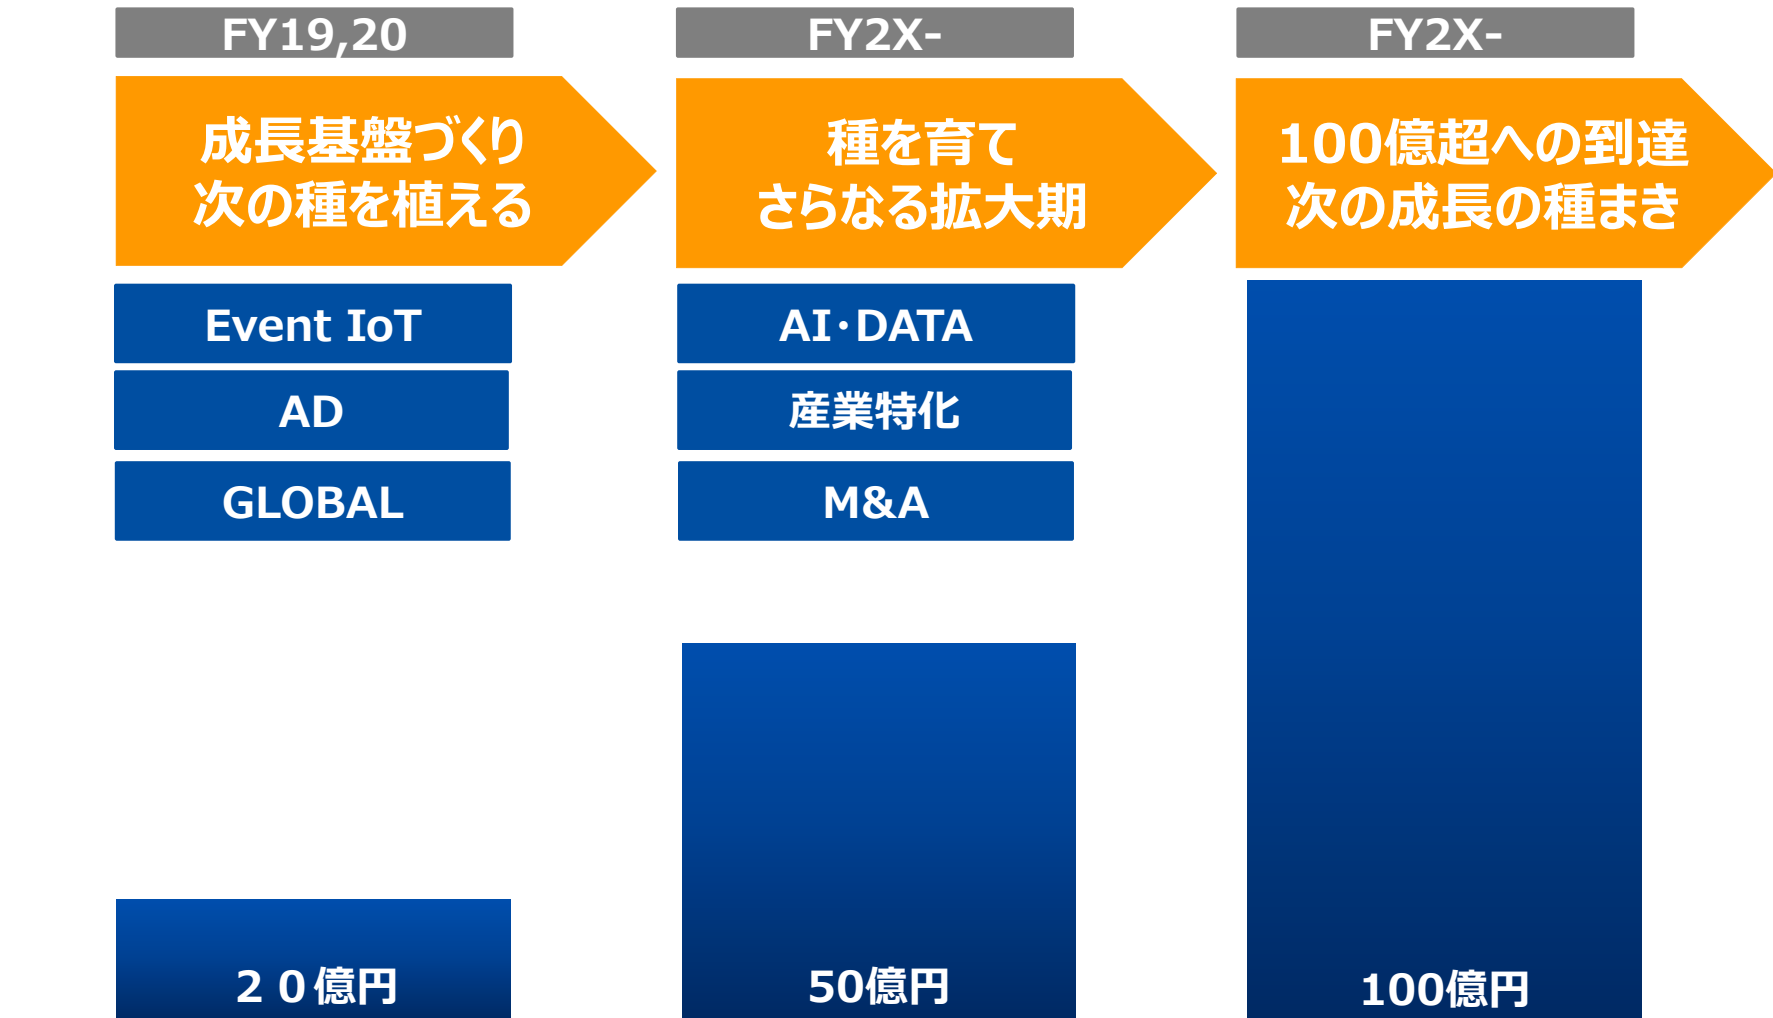 FY19,20
成長基盤づくり
次の種を植える
Event IoT
AD
GLOBAL
２０億円
FY2X-
種を育て
さらなる拡大期
AI・DATA
産業特化
M&A
50億円
FY2X-
100億超への到達
次の成長の種まき
100億円